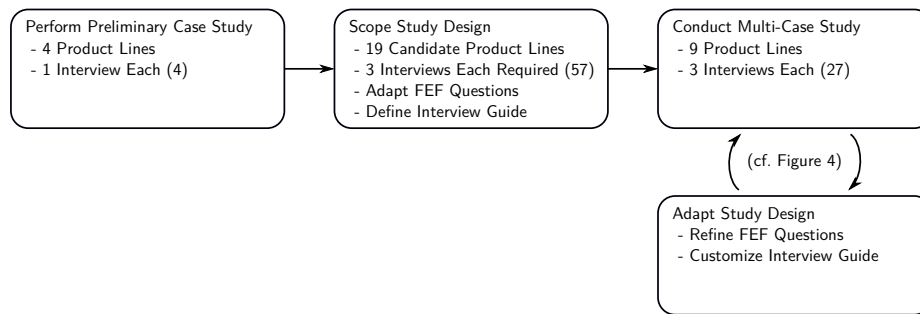 Perform Preliminary Case Study
- 4 Product Lines
- 1 Interview Each (4)
Scope Study Design
- 19 Candidate Product Lines
- 3 Interviews Each Required (57)
- Adapt FEF Questions
- Define Interview Guide
Conduct Multi-Case Study
- 9 Product Lines
- 3 Interviews Each (27)
(cf. Figure 4)
Adapt Study Design
- Refine FEF Questions
- Customize Interview Guide